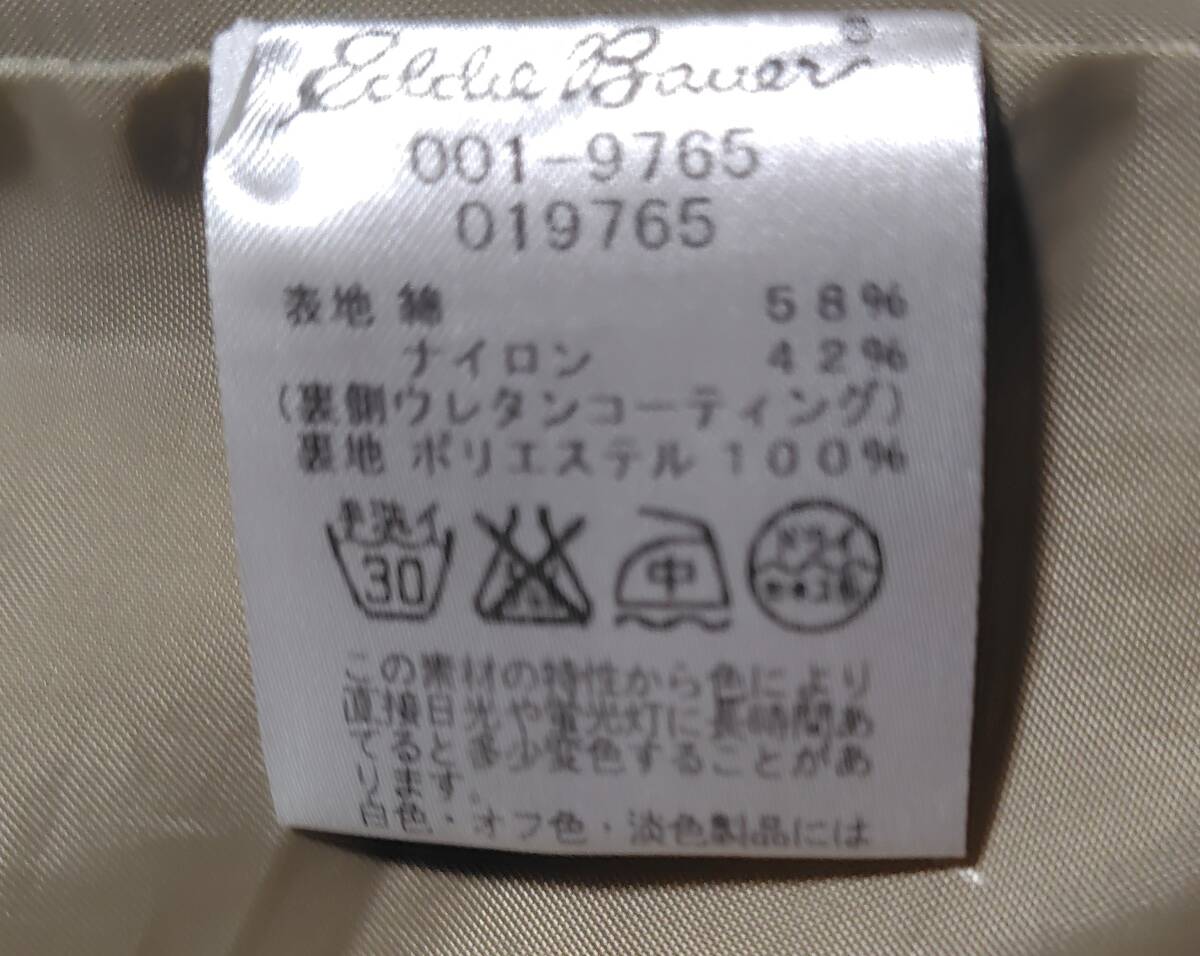 Eddie Bauer®
001-9765
019765
表地 綿 58%
ナイロン 42%
(裏側ウレタンコーティング)
裏地 ポリエステル 100%
手洗イ
30
中
ドライ
セキユ系
この素材の特性から色により
直接日光や蛍光灯に長時間あ
てると多少変色することがあ
ります。
白色・オフ色・淡色製品には